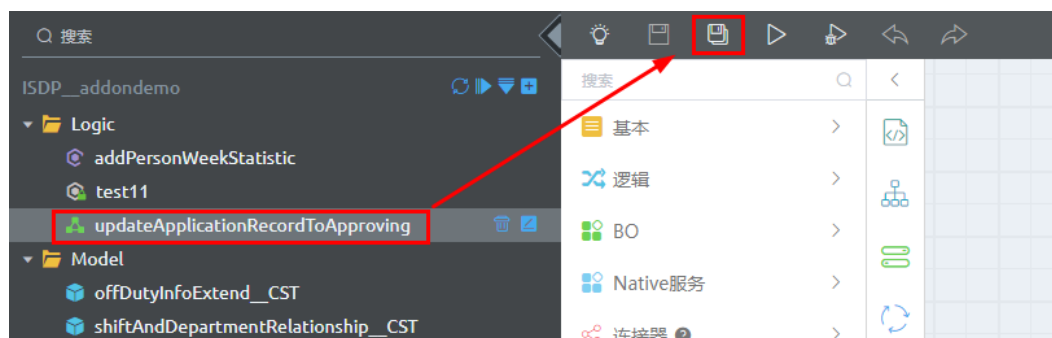 搜索
ISDP__addondemo
Logic
addPersonWeekStatistic
test11
updateApplicationRecordToApproving
Model
offDutyInfoExtend__CST
shiftAndDepartmentRelationship__CST
搜索
基本
逻辑
BO
Native服务
连接器